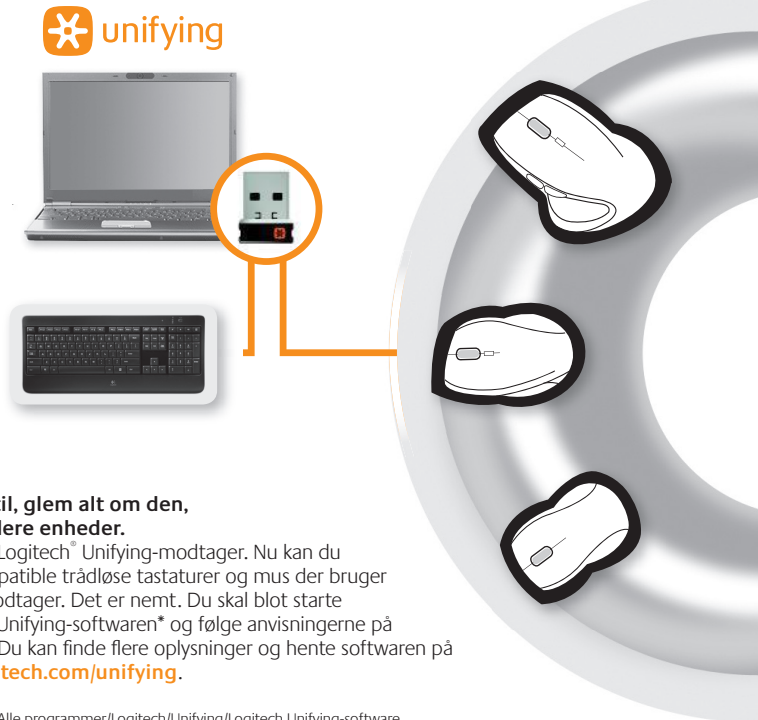 unifying
til, glem alt om den,
lere enheder.
Logitech® Unifying-modtager. Nu kan du
patible trådløse tastaturer og mus der bruger
odtager. Det er nemt. Du skal blot starte
Unifying-softwaren* og følge anvisningerne på
Du kan finde flere oplysninger og hente softwaren på
tech.com/unifying.
Alle programmer/Logitech/Unifying/Logitech Unifying-software